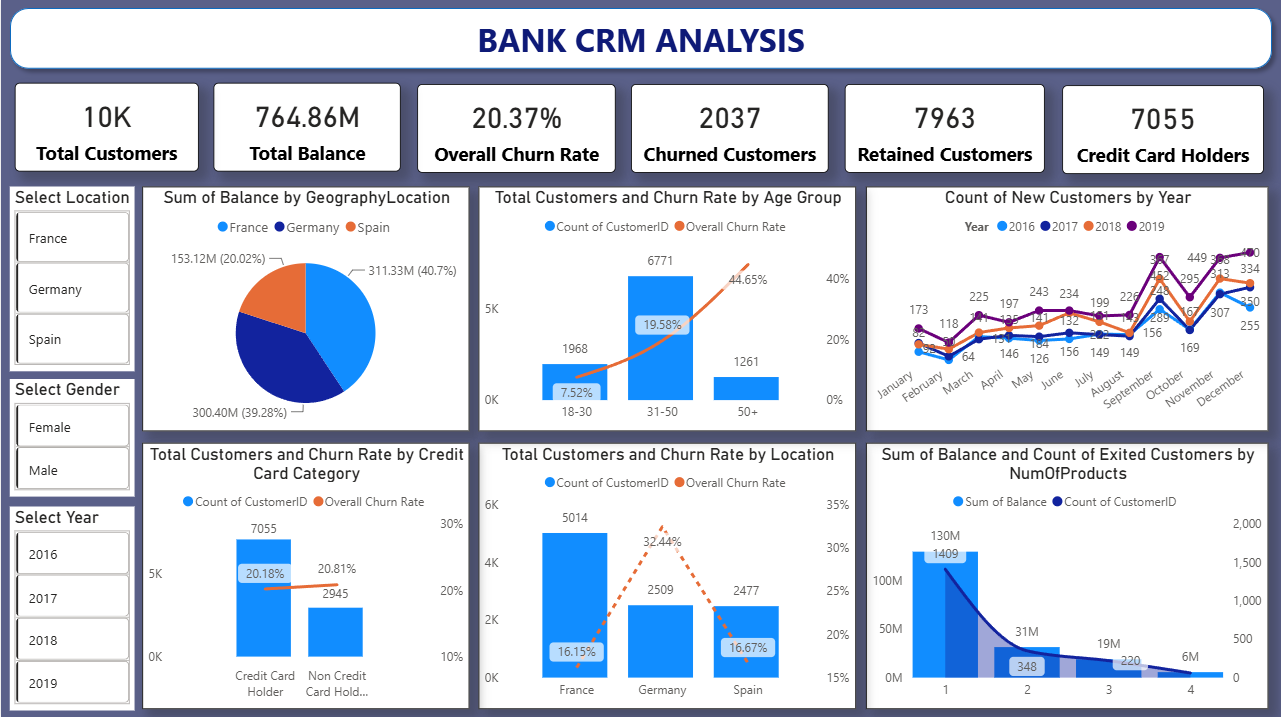 BANK CRM ANALYSIS
10K
Total Customers
764.86M
Total Balance
20.37%
Overall Churn Rate
2037
Churned Customers
7963
Retained Customers
7055
Credit Card Holders
Select Location
France
Germany
Spain
Select Gender
Female
Male
Select Year
2016
2017
2018
2019
Sum of Balance by GeographyLocation
France Germany Spain
153.12M (20.02%)
311.33M (40.7%)
300.40M (39.28%)
Total Customers and Churn Rate by Age Group
Count of CustomerID Overall Churn Rate
6771
44.65%
40%
5K
19.58%
20%
1968
1261
7.52%
0K
0%
18-30 31-50 50+
Count of New Customers by Year
Year 2016 2017 2018 2019
449
334
295
313
243
234
225
226
197
199
173
118
350
307
255
289
156
169
132
141
64
146
126
156
149
149
January
February
March
April
May
June
July
August
September
October
November
December
Total Customers and Churn Rate by Credit
Card Category
Count of CustomerID Overall Churn Rate
7055
30%
5K
20.18%
20.81%
20%
2945
0K
10%
Credit Card
Holder
Non Credit
Card Hold...
Total Customers and Churn Rate by Location
Count of CustomerID Overall Churn Rate
6K
35%
5014
32.44%
30%
4K
2509
2477
25%
2K
20%
16.15%
16.67%
0K
15%
France Germany Spain
Sum of Balance and Count of Exited Customers by
NumOfProducts
Sum of Balance Count of CustomerID
2,000
130M
1409
1,500
100M
1,000
50M
31M
19M
6M
500
348
220
0M
0
1 2 3 4